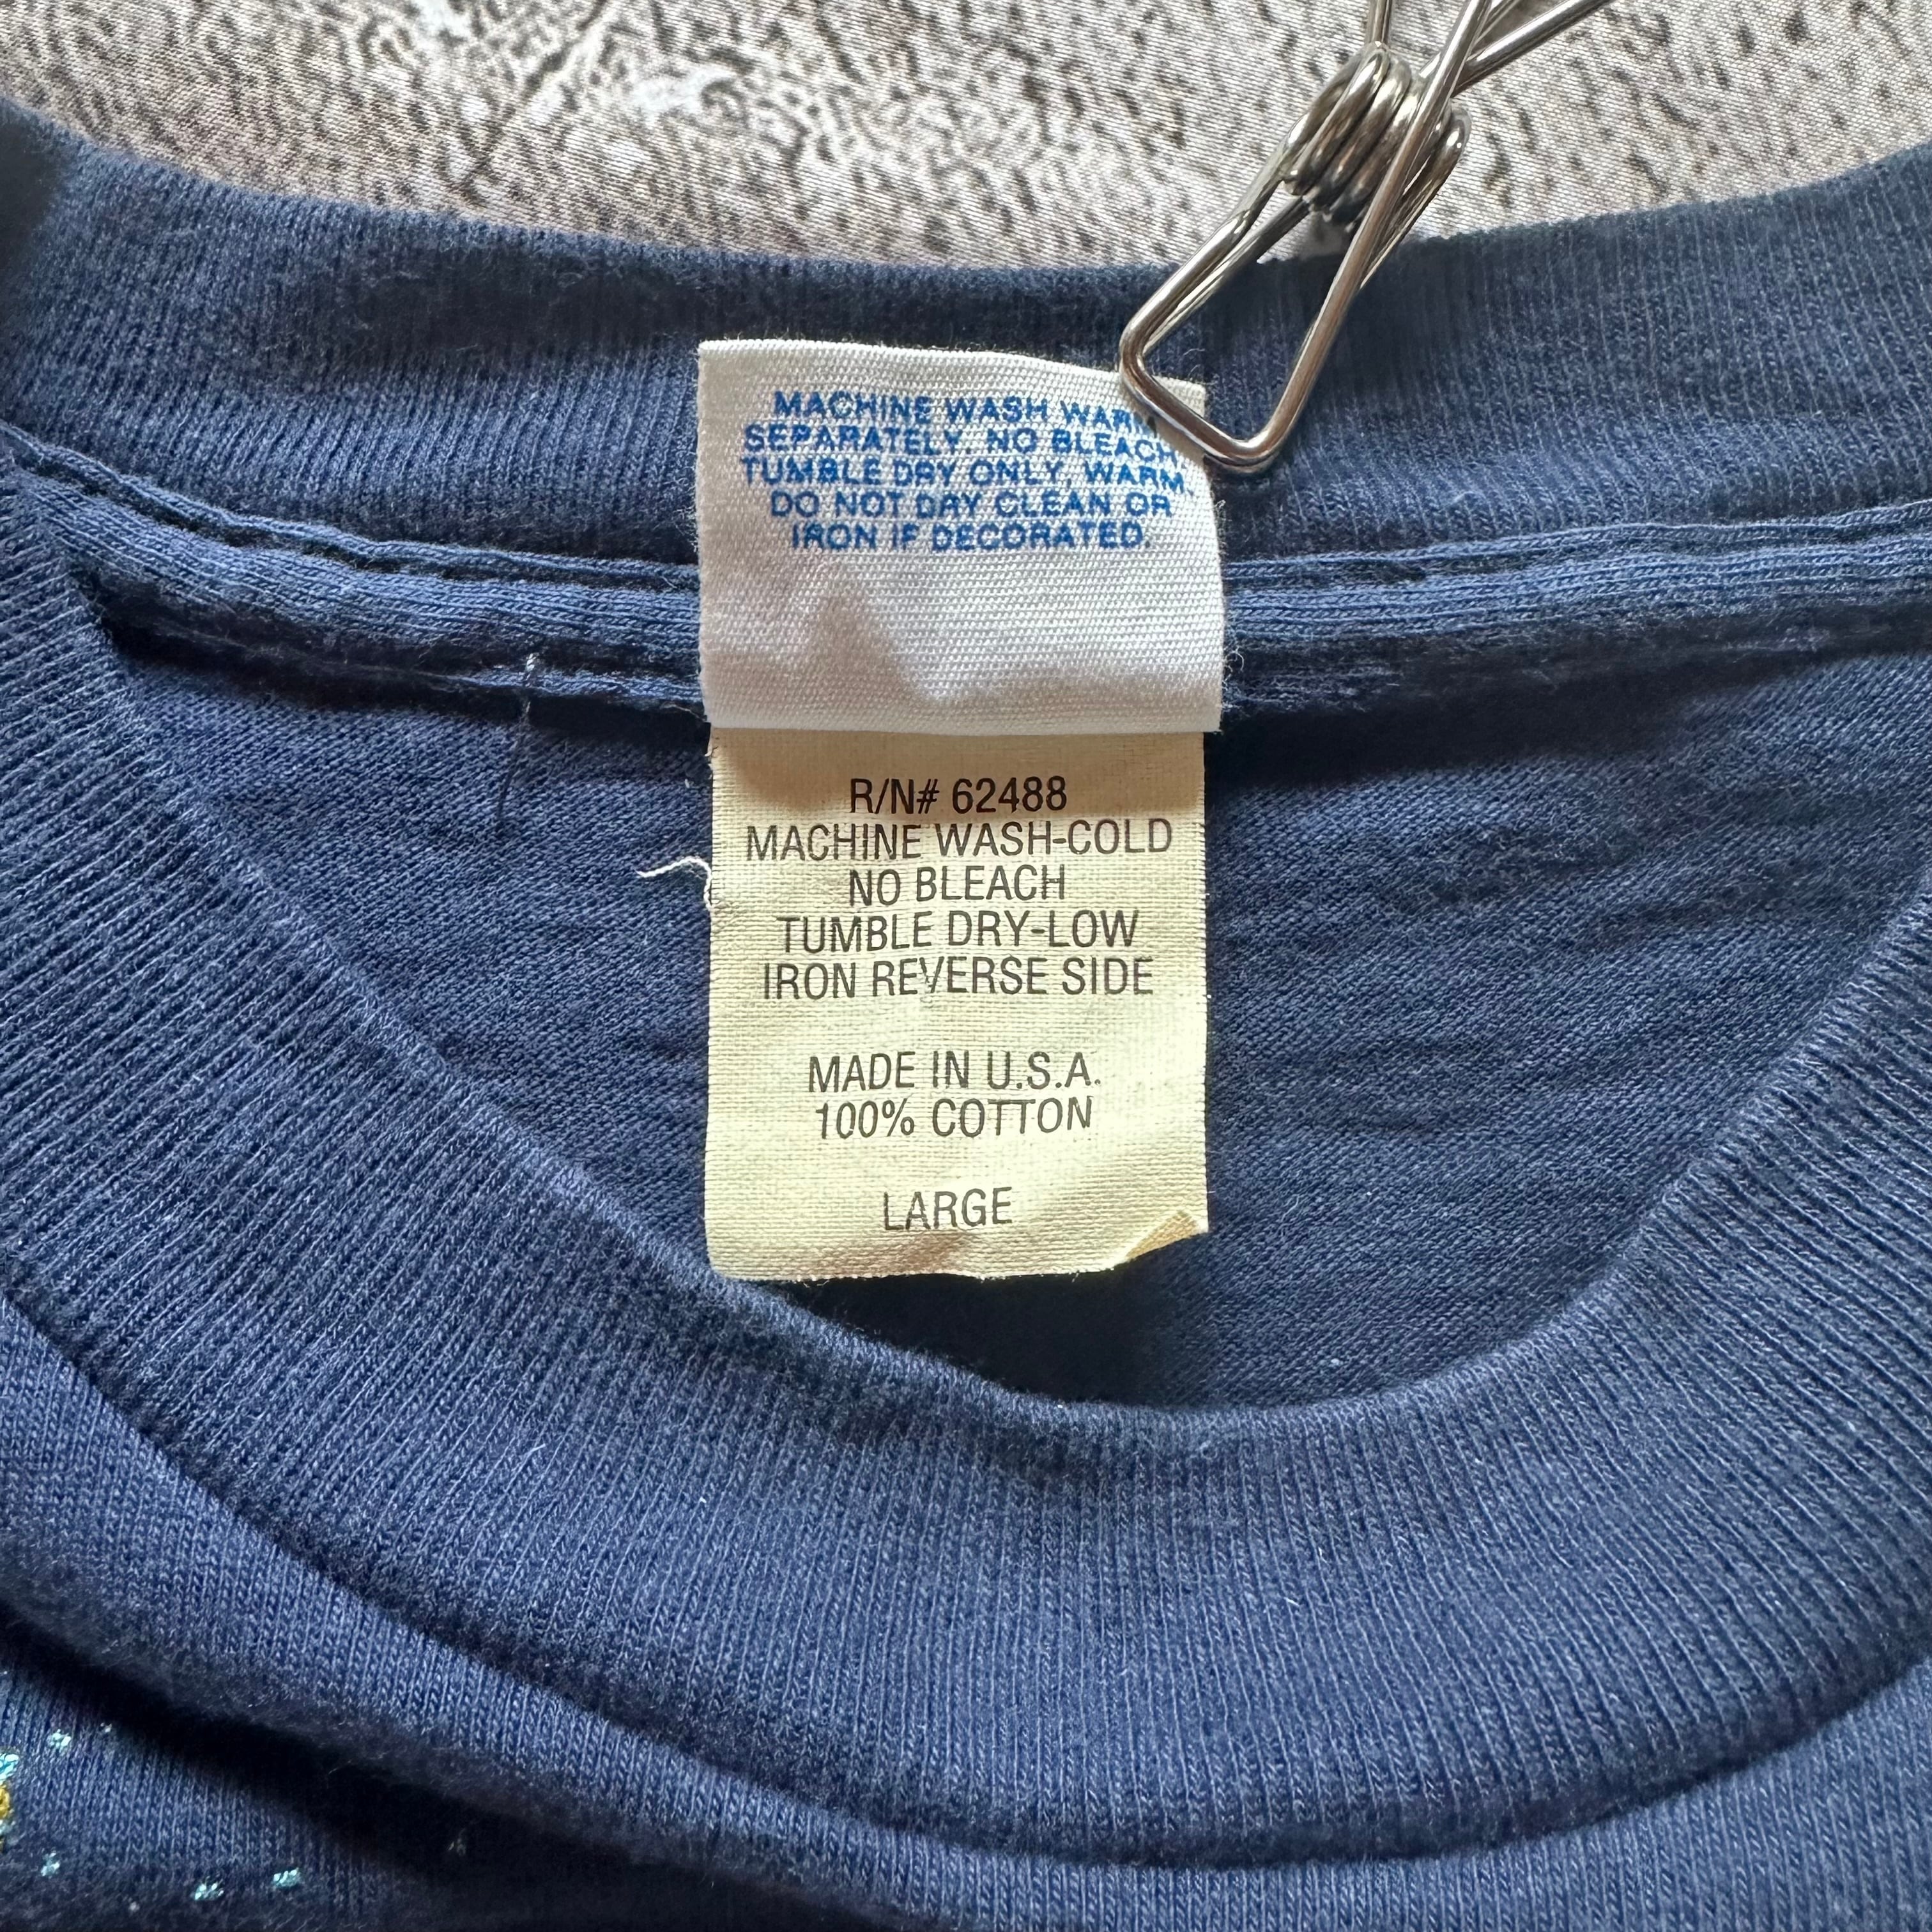 MACHINE WASH WARM,
SEPARATELY. NO BLEACH.
TUMBLE DRY ONLY, WARM.
DO NOT DRY CLEAN OR
IRON IF DECORATED.
R/N# 62488
MACHINE WASH-COLD
NO BLEACH
TUMBLE DRY-LOW
IRON REVERSE SIDE
MADE IN U.S.A.
100% COTTON
LARGE